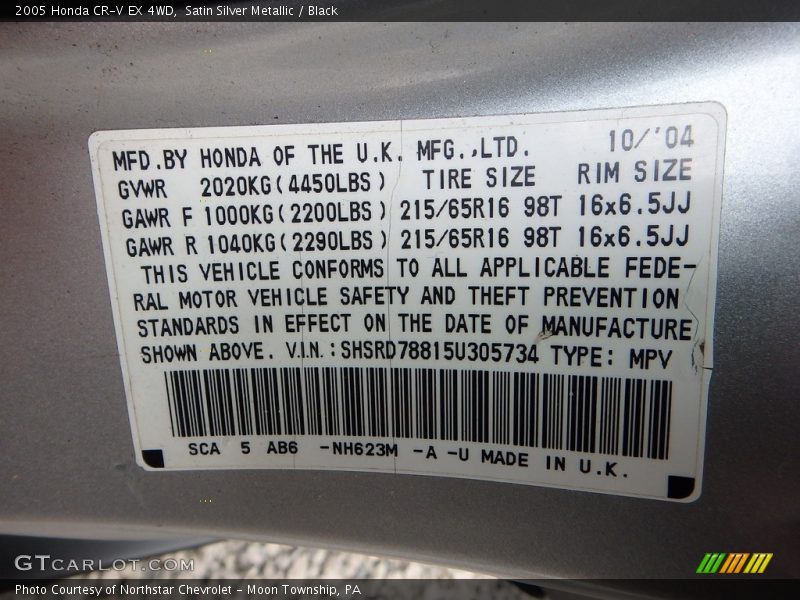 2005 Honda CR-V EX 4WD, Satin Silver Metallic / Black
MFD.BY HONDA OF THE U.K. MFG.,LTD. 10/'04
GVWR 2020KG(4450LBS) TIRE SIZE RIM SIZE
GAWR F 1000KG(2200LBS) 215/65R16 98T 16x6.5JJ
GAWR R 1040KG(2290LBS) 215/65R16 98T 16x6.5JJ
THIS VEHICLE CONFORMS TO ALL APPLICABLE FEDE-
RAL MOTOR VEHICLE SAFETY AND THEFT PREVENTION
STANDARDS IN EFFECT ON THE DATE OF MANUFACTURE
SHOWN ABOVE. V.I.N.:SHSRD78815U305734 TYPE: MPV
SCA 5 AB6 -NH623M -A -U MADE IN U.K.
GTCARLOT.COM
Photo Courtesy of Northstar Chevrolet - Moon Township, PA